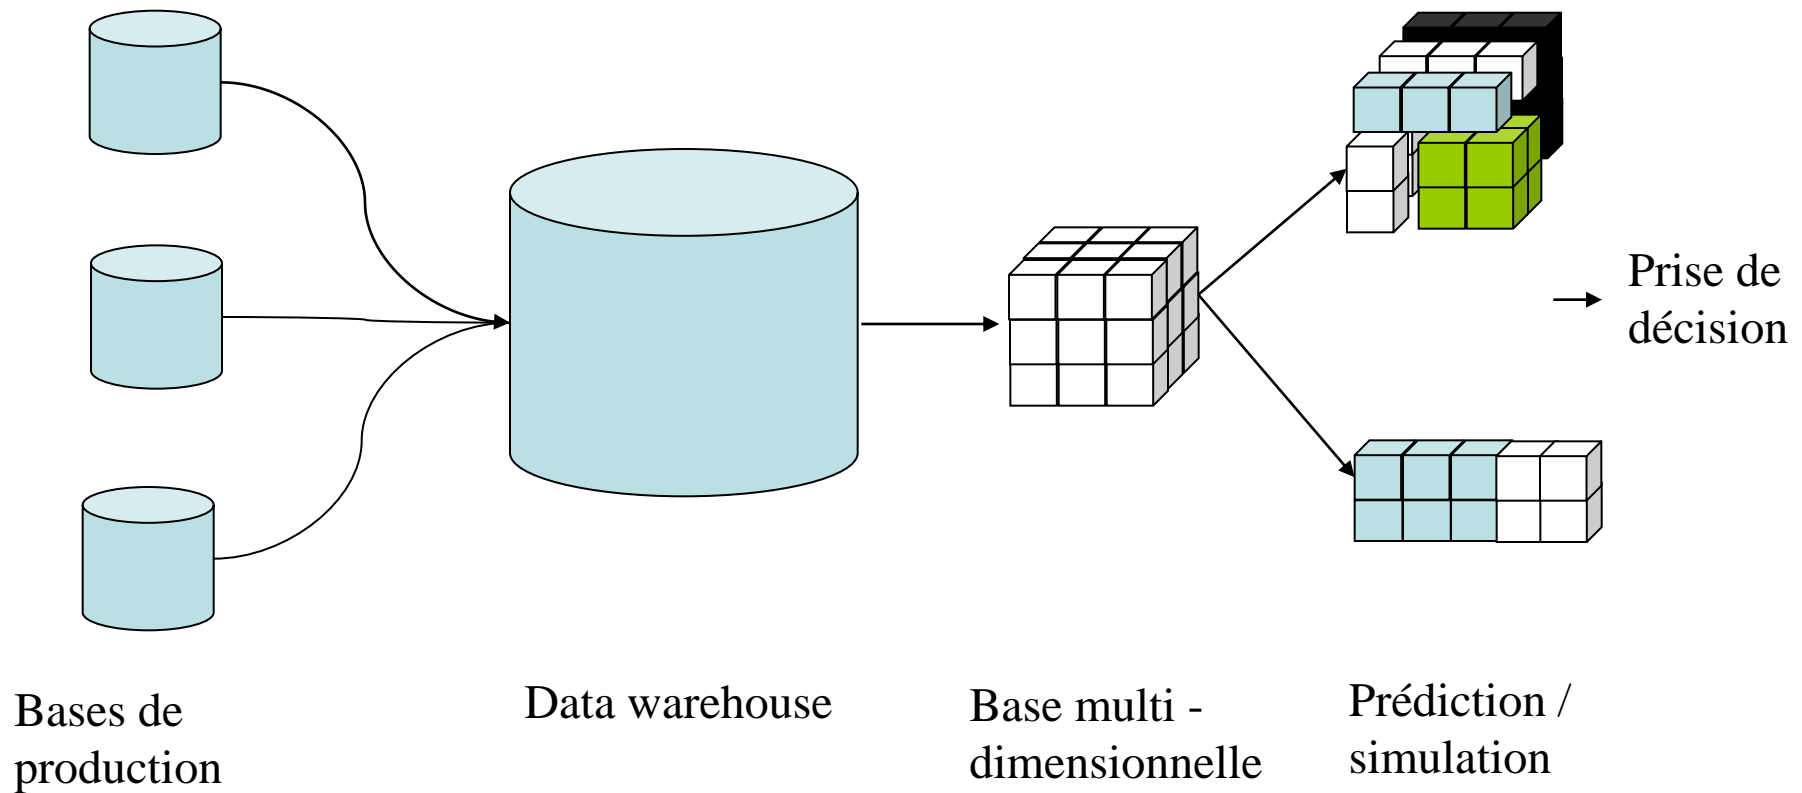 Prise de
décision
Bases de
production
Data warehouse
Base multi -
dimensionnelle
Prédiction /
simulation